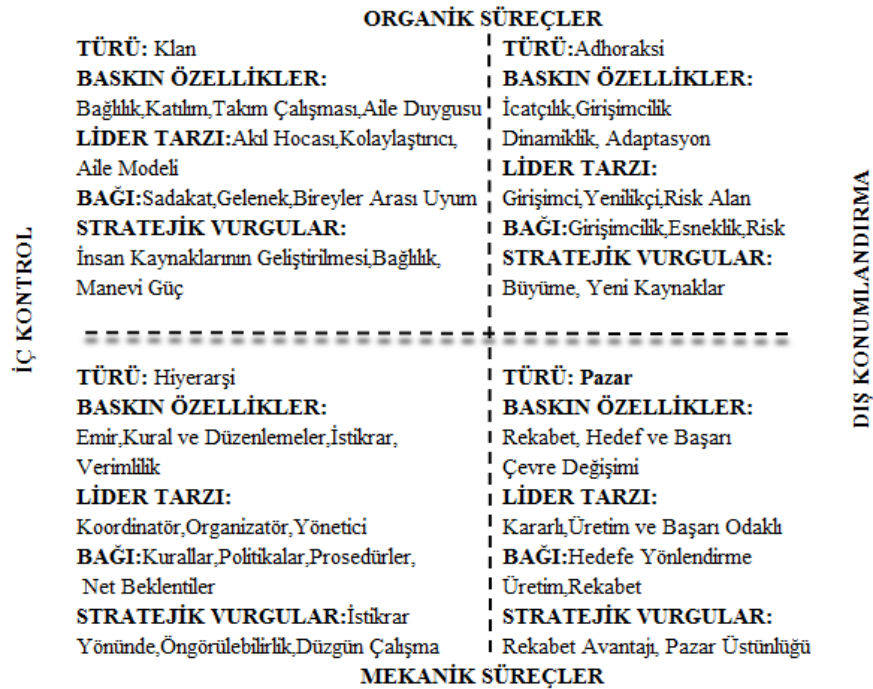 ORGANİK SÜREÇLER
TÜRÜ: Klan
BASKIN ÖZELLİKLER:
Bağlılık,Katılım,Takım Çalışması,Aile Duygusu
LİDER TARZI:Akıl Hocası,Kolaylaştırıcı,
Aile Modeli
BAĞI:Sadakat,Gelenek,Bireyler Arası Uyum
STRATEJİK VURGULAR:
İnsan Kaynaklarının Geliştirilmesi,Bağlılık,
Manevi Güç
TÜRÜ:Adhoraksi
BASKIN ÖZELLİKLER:
İcatçılık,Girişimcilik
Dinamiklik, Adaptasyon
LİDER TARZI:
Girişimci,Yenilikçi,Risk Alan
BAĞI:Girişimcilik,Esneklik,Risk
STRATEJİK VURGULAR:
Büyüme, Yeni Kaynaklar
İÇ KONTROL
DIŞ KONUMLANDIRMA
TÜRÜ: Hiyerarşi
BASKIN ÖZELLİKLER:
Emir,Kural ve Düzenlemeler,İstikrar,
Verimlilik
LİDER TARZI:
Koordinatör,Organizatör,Yönetici
BAĞI:Kurallar,Politikalar,Prosedürler,
Net Beklentiler
STRATEJİK VURGULAR:İstikrar
Yönünde,Öngörülebilirlik,Düzgün Çalışma
TÜRÜ: Pazar
BASKIN ÖZELLİKLER:
Rekabet, Hedef ve Başarı
Çevre Değişimi
LİDER TARZI:
Kararlı,Üretim ve Başarı Odaklı
BAĞI:Hedefe Yönlendirme
Üretim,Rekabet
STRATEJİK VURGULAR:
Rekabet Avantajı, Pazar Üstünlüğü
MEKANİK SÜREÇLER